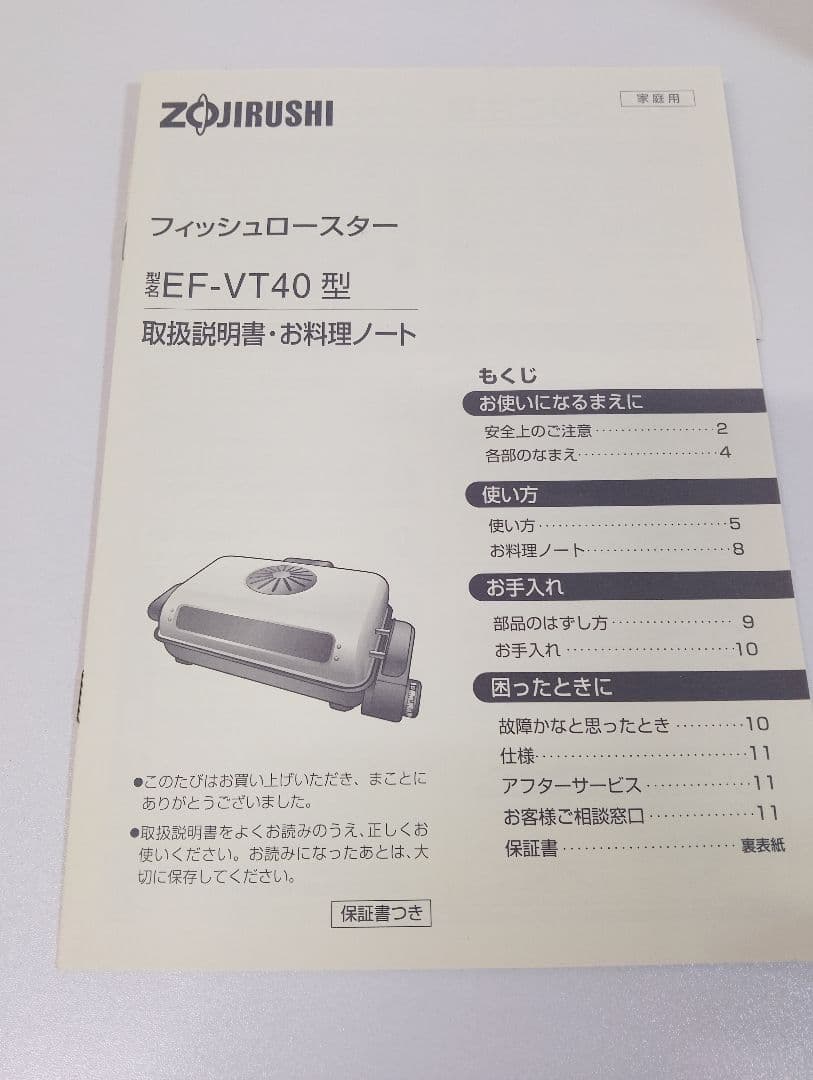 ZOJIRUSHI
家庭用
フィッシュロースター
型名 EF-VT40 型
取扱説明書・お料理ノート
もくじ
お使いになるまえに
安全上のご注意 ･････････････････ 2
各部のなまえ ･････････････････ 4
使い方
使い方 ･････････････････ 5
お料理ノート ･････････････････ 8
お手入れ
部品のはずし方 ･････････････････ 9
お手入れ ･････････････････ 10
困ったときに
故障かなと思ったとき ･････････ 10
仕様 ･････････････････ 11
アフターサービス ･････････････ 11
お客様ご相談窓口 ･････････････ 11
保証書 ･････････････････ 裏表紙
●このたびはお買い上げいただき、まことに
ありがとうございました。
●取扱説明書をよくお読みのうえ、正しくお
使いください。お読みになったあとは、大
切に保存してください。
保証書つき